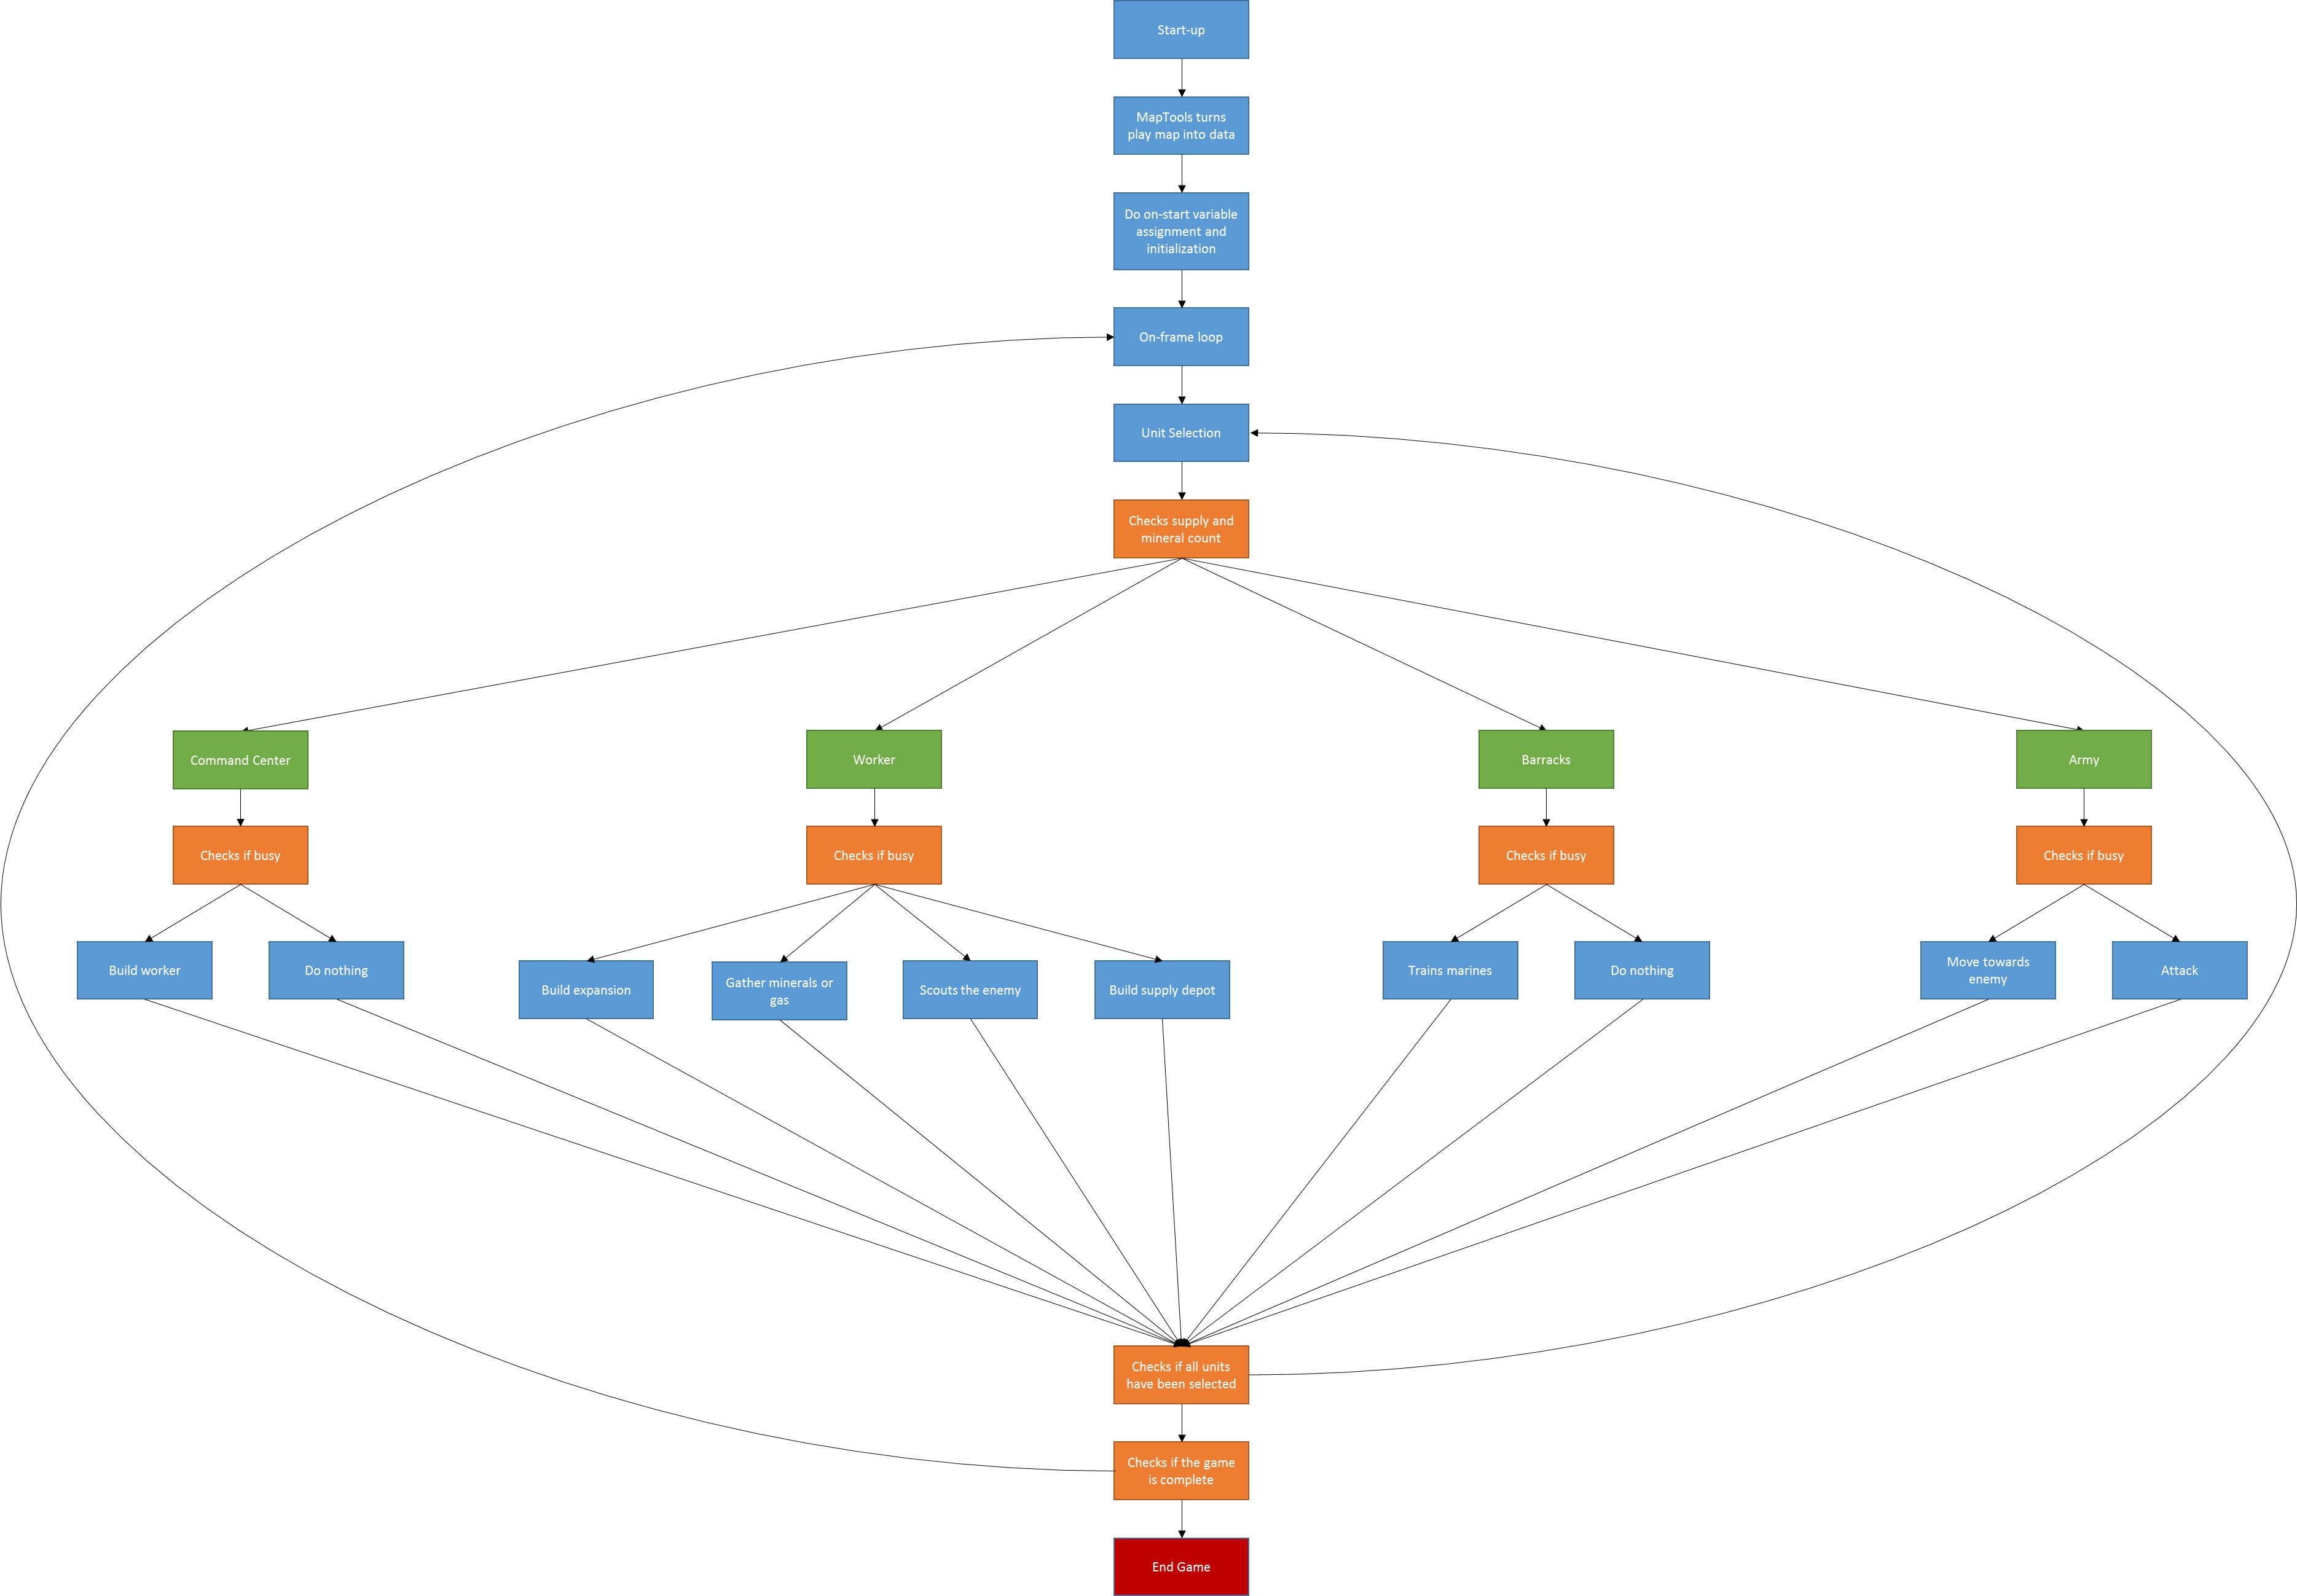 Start-up
MapTools turns
play map into data
Do on-start variable
assignment and
initialization
On-frame loop
Unit Selection
Checks supply and
mineral count
Command Center
Worker
Barracks
Army
Checks if busy
Checks if busy
Checks if busy
Checks if busy
Build worker
Do nothing
Build expansion
Gather minerals or
gas
Scouts the enemy
Build supply depot
Trains marines
Do nothing
Move towards
enemy
Attack
Checks if all units
have been selected
Checks if the game
is complete
End Game